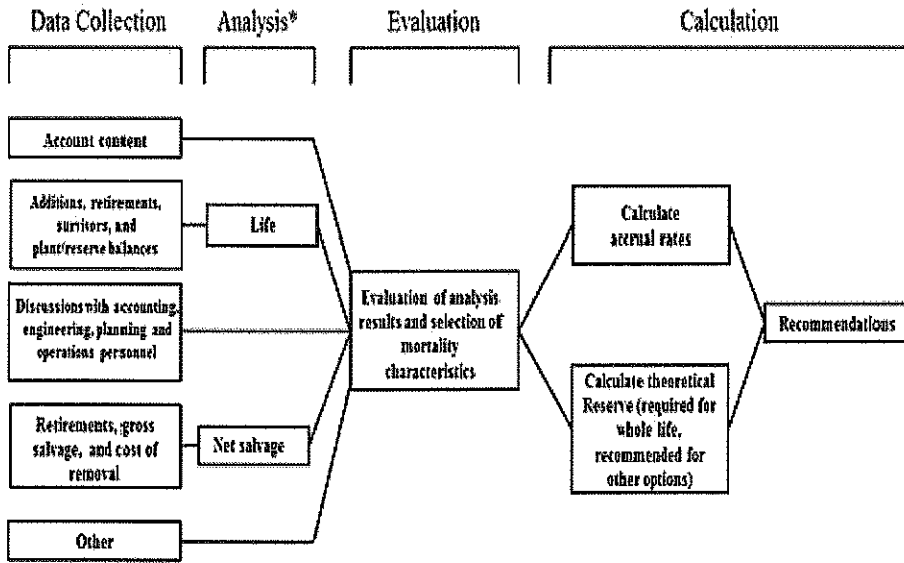 Data Collection
Analysis*
Evaluation
Calculation
Account content
Additions, retirements,
survivors, and
plant/reserve balances
Life
Discussions with accounting,
engineering, planning and
operations personnel
Retirements, gross
salvage, and cost of
removal
Net salvage
Other
Evaluation of analysis
results and selection of
mortality
characteristics
Calculate
accrual rates
Calculate theoretical
Reserve (required for
whole life,
recommended for
other options)
Recommendations